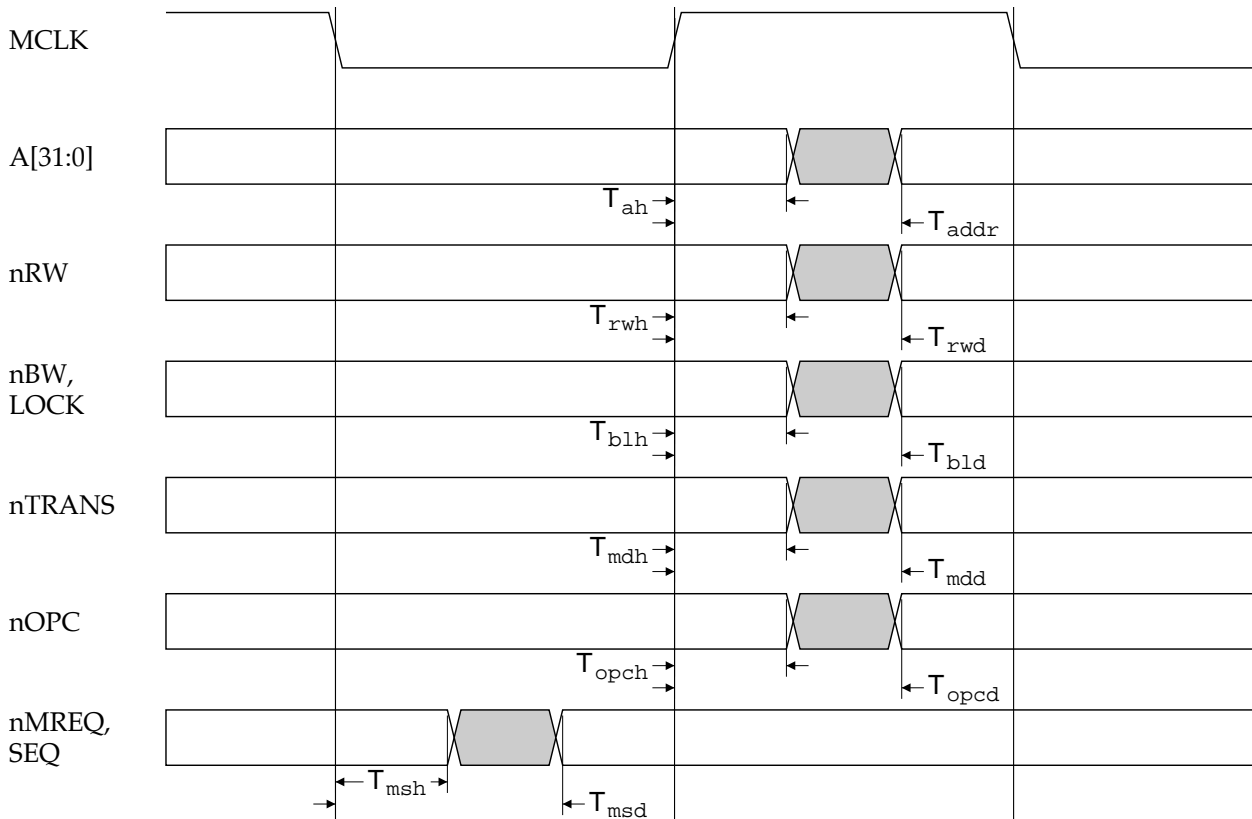 MCLK
A[31:0]
Tah
Taddr
nRW
Trwh
Trwd
nBW,
LOCK
Tblh
Tbld
nTRANS
Tmdh
Tmdd
nOPC
Topch
Topcd
nMREQ,
SEQ
Tmsh
Tmsd